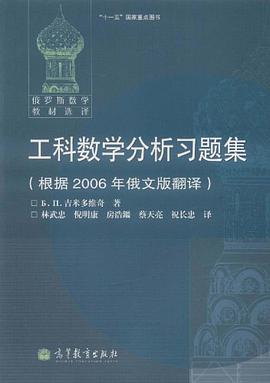 “十一五”国家重点图书
俄罗斯数学
教材选译
工科数学分析习题集
(根据2006年俄文版翻译)
□ Б. П. 吉米多维奇 著
□ 林武忠 倪明康 房浩 蔡天亮 祝长忠 译
高等教育出版社